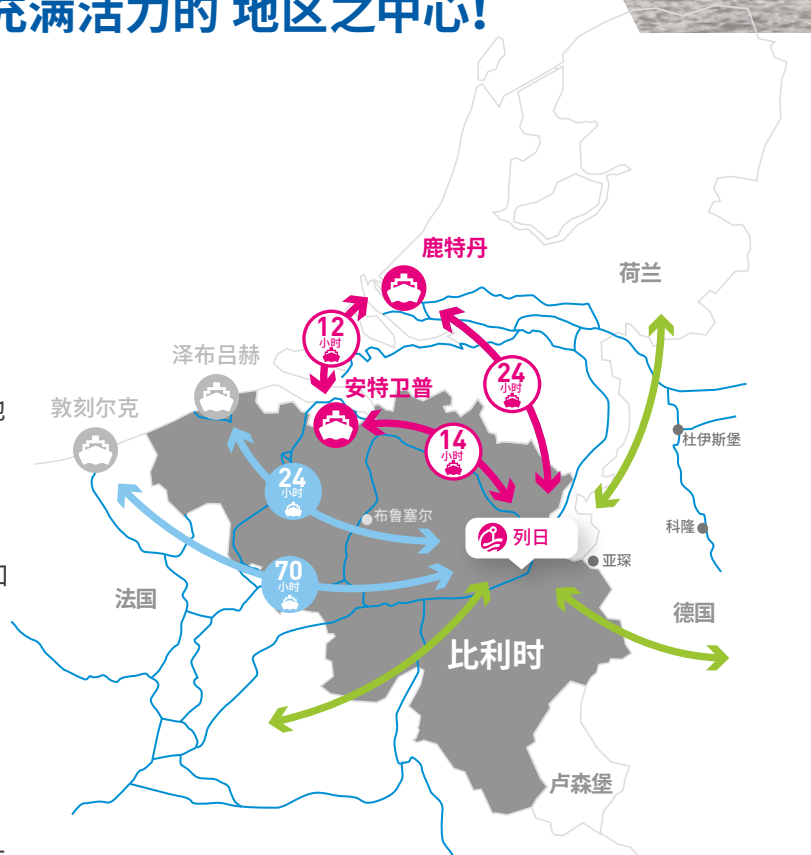 充满活力的 地区之中心!
鹿特丹
荷兰
12
小时
泽布吕赫
24
小时
安特卫普
敦刻尔克
14
小时
杜伊斯堡
24
小时
布鲁塞尔
科隆
列日
亚琛
70
小时
法国
德国
比利时
卢森堡